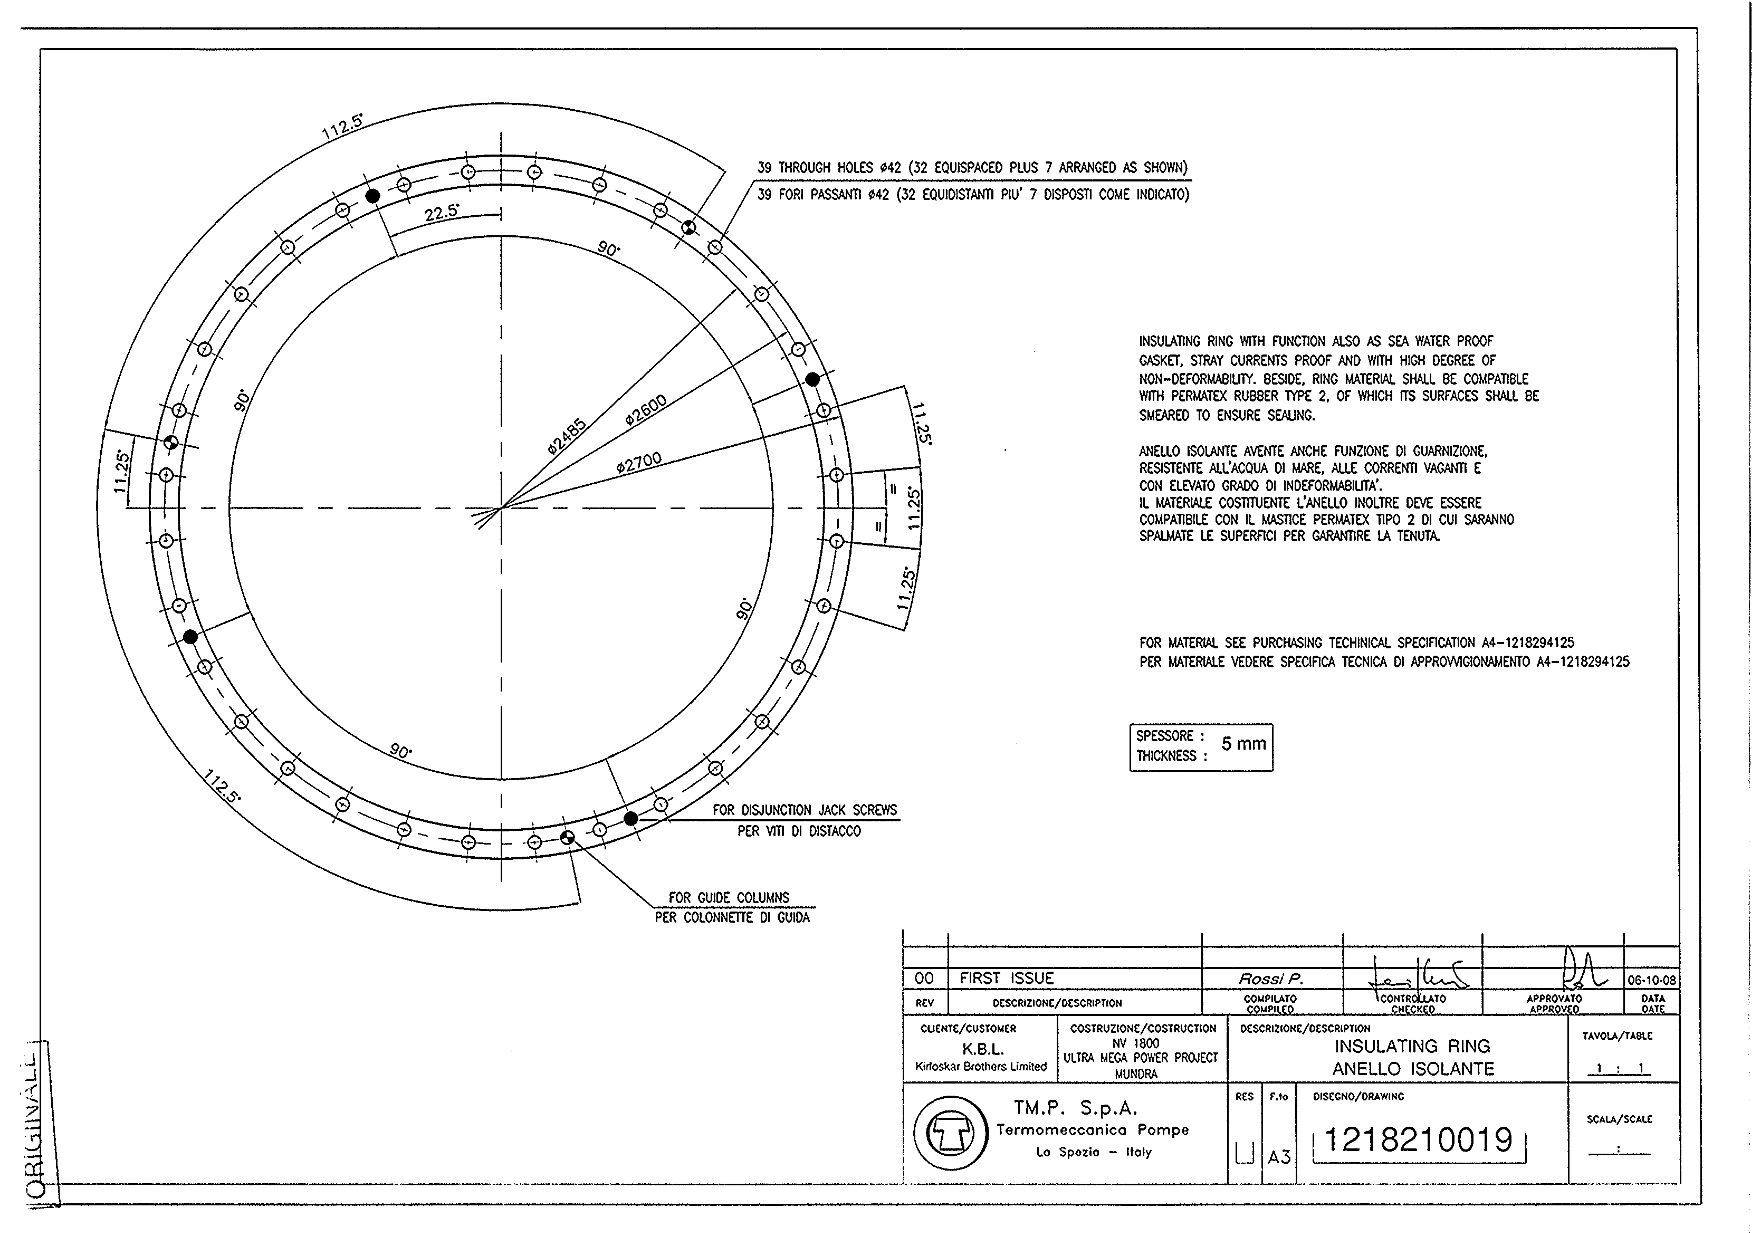 112.5°
39 THROUGH HOLES ø42 (32 EQUISPACED PLUS 7 ARRANGED AS SHOWN)
39 FORI PASSANTI ø42 (32 EQUIDISTANTI PIU' 7 DISPOSTI COME INDICATO)
22.5°
90°
90°
ø2485
ø2600
ø2700
11.25°
11.25°
=
11.25°
=
11.25°
90°
90°
112.5°
INSULATING RING WITH FUNCTION ALSO AS SEA WATER PROOF
GASKET, STRAY CURRENTS PROOF AND WITH HIGH DEGREE OF
NON-DEFORMABILITY. BESIDE, RING MATERIAL SHALL BE COMPATIBLE
WITH PERMATEX RUBBER TYPE 2, OF WHICH ITS SURFACES SHALL BE
SMEARED TO ENSURE SEALING.
ANELLO ISOLANTE AVENTE ANCHE FUNZIONE DI GUARNIZIONE,
RESISTENTE ALL'ACQUA DI MARE, ALLE CORRENTI VAGANTI E
CON ELEVATO GRADO DI INDEFORMABILITA'.
IL MATERIALE COSTITUENTE L'ANELLO INOLTRE DEVE ESSERE
COMPATIBILE CON IL MASTICE PERMATEX TIPO 2 DI CUI SARANNO
SPALMATE LE SUPERFICI PER GARANTIRE LA TENUTA.
FOR MATERIAL SEE PURCHASING TECHINICAL SPECIFICATION A4-1218294125
PER MATERIALE VEDERE SPECIFICA TECNICA DI APPROVVIGIONAMENTO A4-1218294125
SPESSORE :
THICKNESS :
5 mm
FOR DISJUNCTION JACK SCREWS
PER VITI DI DISTACCO
FOR GUIDE COLUMNS
PER COLONNETTE DI GUIDA
00 FIRST ISSUE Rossi P. 06-10-08
REV DESCRIZIONE/DESCRIPTION COMPILATO COMPILED CONTROLLATO CHECKED APPROVATO APPROVED DATA DATE
CLIENTE/CUSTOMER
K.B.L.
Kirloskar Brothers Limited
COSTRUZIONE/COSTRUCTION
NV 1800
ULTRA MEGA POWER PROJECT
MUNDRA
DESCRIZIONE/DESCRIPTION
INSULATING RING
ANELLO ISOLANTE
TAVOLA/TABLE
1 : 1
TM.P. S.p.A.
Termomeccanica Pompe
La Spezia - Italy
RES
U
F.to
A3
DISEGNO/DRAWING
1218210019
SCALA/SCALE
:
ORIGINALE